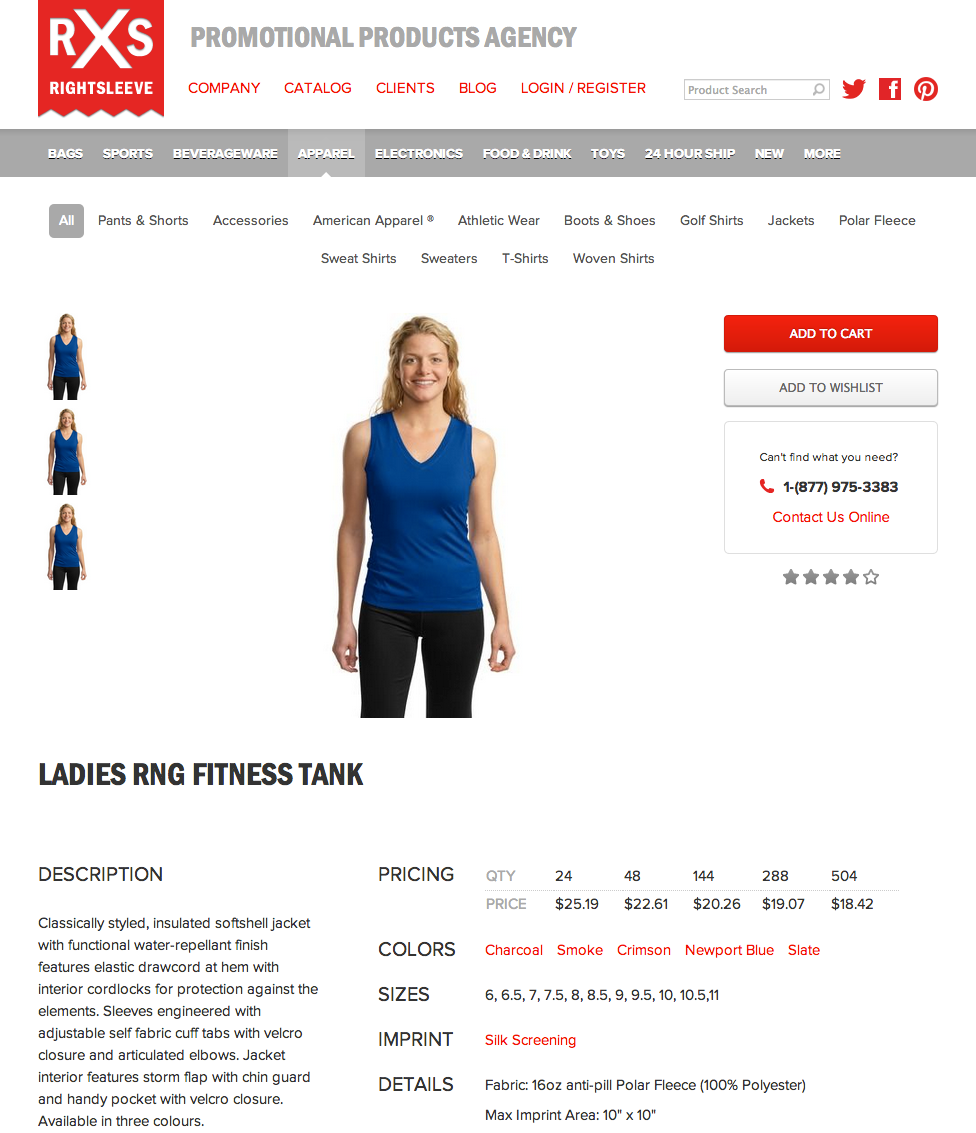 RXS
RIGHTSLEEVE
PROMOTIONAL PRODUCTS AGENCY
COMPANY CATALOG CLIENTS BLOG LOGIN / REGISTER Product Search
BAGS SPORTS BEVERAGEWARE APPAREL ELECTRONICS FOOD & DRINK TOYS 24 HOUR SHIP NEW MORE
All Pants & Shorts Accessories American Apparel ® Athletic Wear Boots & Shoes Golf Shirts Jackets Polar Fleece
Sweat Shirts Sweaters T-Shirts Woven Shirts
ADD TO CART
ADD TO WISHLIST
Can't find what you need?
1-(877) 975-3383
Contact Us Online
LADIES RNG FITNESS TANK
DESCRIPTION
Classically styled, insulated softshell jacket
with functional water-repellant finish
features elastic drawcord at hem with
interior cordlocks for protection against the
elements. Sleeves engineered with
adjustable self fabric cuff tabs with velcro
closure and articulated elbows. Jacket
interior features storm flap with chin guard
and handy pocket with velcro closure.
Available in three colours.
PRICING QTY 24 48 144 288 504
PRICE $25.19 $22.61 $20.26 $19.07 $18.42
COLORS Charcoal Smoke Crimson Newport Blue Slate
SIZES 6, 6.5, 7, 7.5, 8, 8.5, 9, 9.5, 10, 10.5,11
IMPRINT Silk Screening
DETAILS Fabric: 16oz anti-pill Polar Fleece (100% Polyester)
Max Imprint Area: 10" x 10"